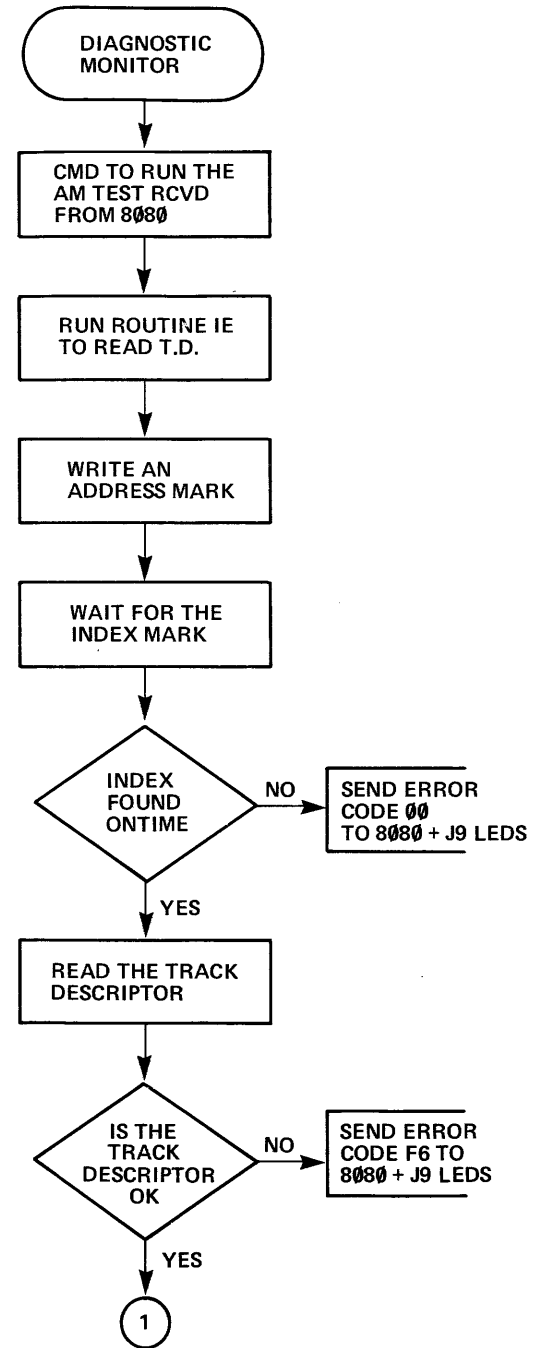 DIAGNOSTIC
MONITOR
CMD TO RUN THE
AM TEST RCVD
FROM 8Ø8Ø
RUN ROUTINE IE
TO READ T.D.
WRITE AN
ADDRESS MARK
WAIT FOR THE
INDEX MARK
INDEX
FOUND
ONTIME
NO
SEND ERROR
CODE ØØ
TO 8Ø8Ø + J9 LEDS
YES
READ THE TRACK
DESCRIPTOR
IS THE
TRACK
DESCRIPTOR
OK
NO
SEND ERROR
CODE F6 TO
8Ø8Ø + J9 LEDS
YES
1